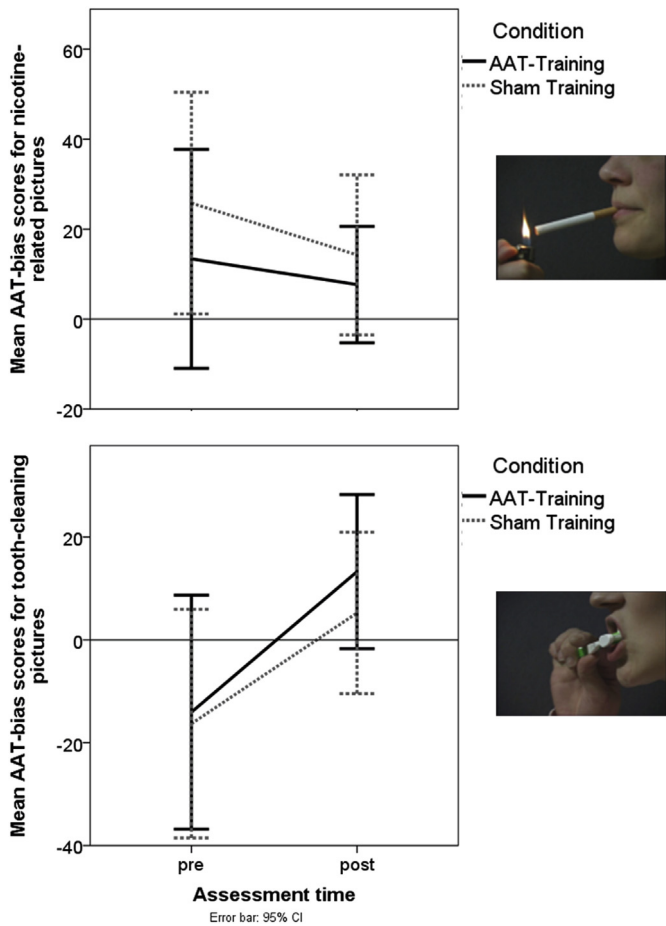 Mean AAT-bias scores for nicotine-
related pictures
60
40
20
0
-20
Condition
AAT-Training
Sham Training
Mean AAT-bias scores for tooth-cleaning
pictures
20
0
-20
-40
Condition
AAT-Training
Sham Training
pre
post
Assessment time
Error bar: 95% CI